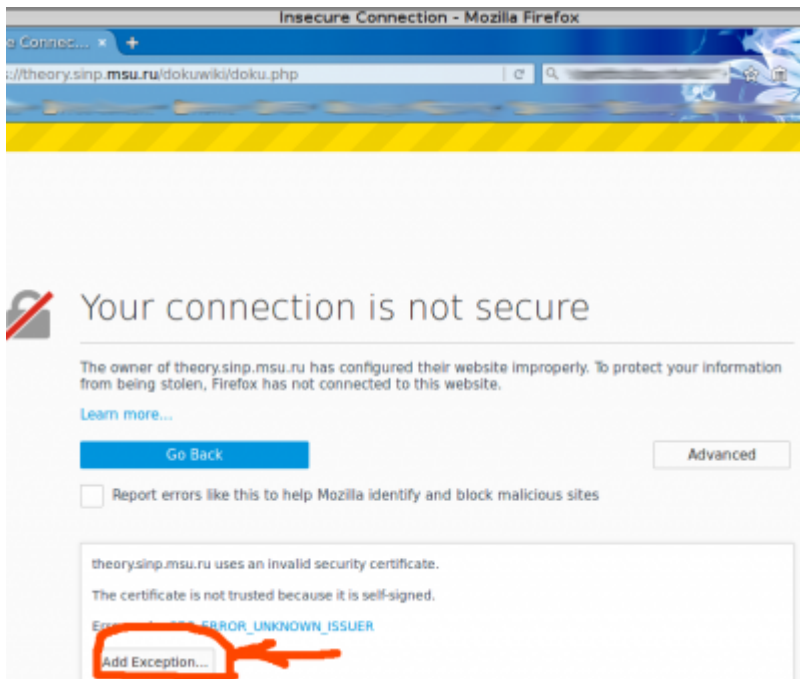 Insecure Connection - Mozilla Firefox
e Connec... × +
://theory.sinp.msu.ru/dokuwiki/doku.php
Your connection is not secure
The owner of theory.sinp.msu.ru has configured their website improperly. To protect your information
from being stolen, Firefox has not connected to this website.
Learn more...
Go Back
Advanced
Report errors like this to help Mozilla identify and block malicious sites
theory.sinp.msu.ru uses an invalid security certificate.
The certificate is not trusted because it is self-signed.
ERROR_UNKNOWN_ISSUER
Add Exception...